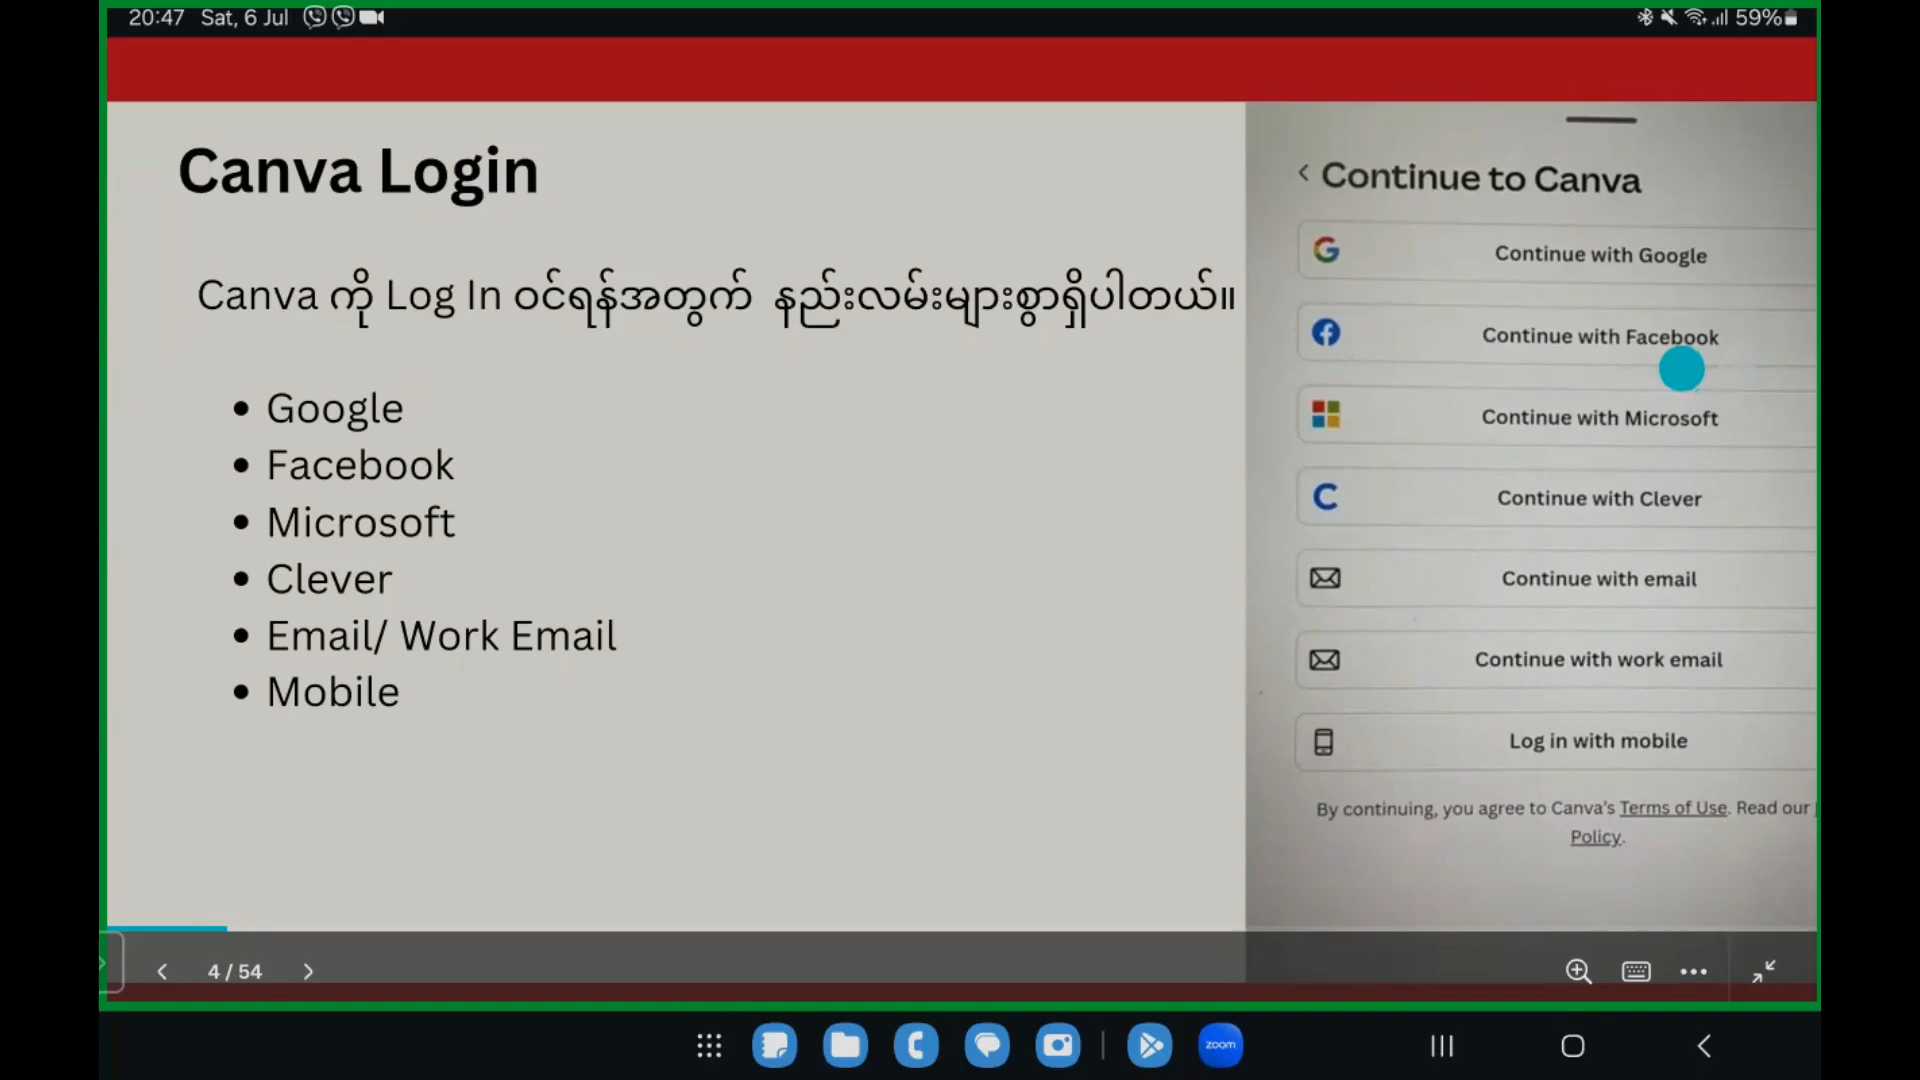 20:47 Sat, 6 Jul
59%
Canva Login
Canva ကို Log In ဝင်ရန်အတွက် နည်းလမ်းများစွာရှိပါတယ်။
• Google
• Facebook
• Microsoft
• Clever
• Email/ Work Email
• Mobile
Continue to Canva
Continue with Google
Continue with Facebook
Continue with Microsoft
Continue with Clever
Continue with email
Continue with work email
Log in with mobile
By continuing, you agree to Canva's Terms of Use. Read our
Policy.
4 / 54
zoom